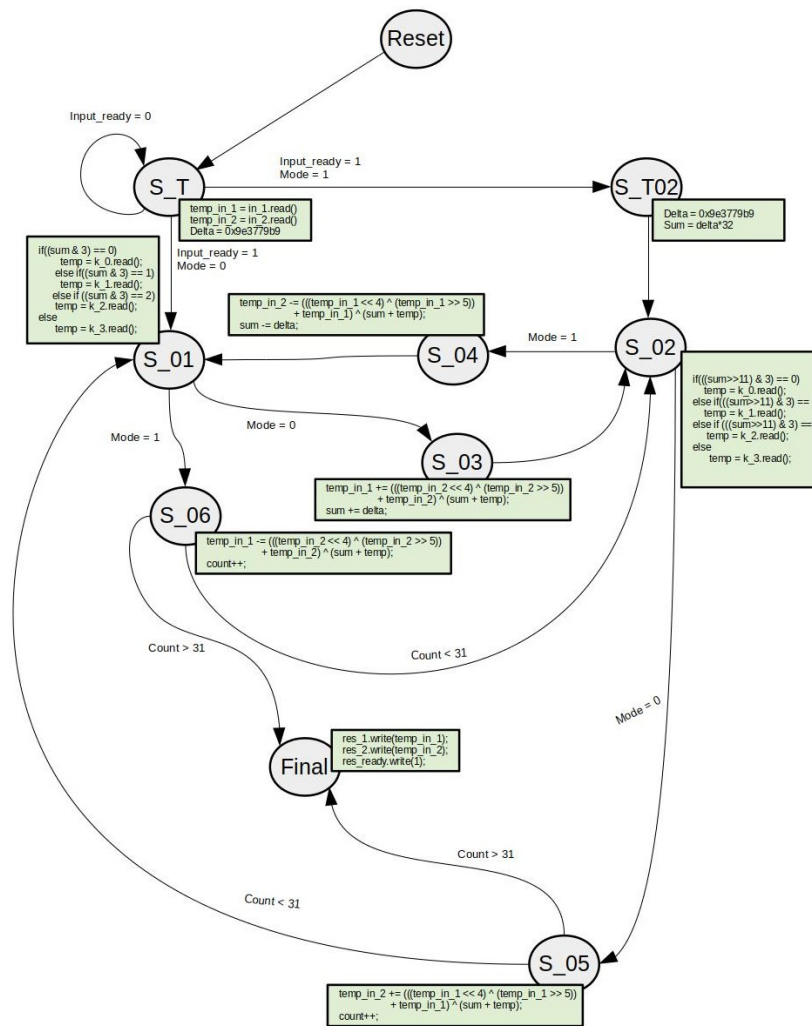 Reset
Input_ready = 0
Input_ready = 1
Mode = 1
S_T
S_T02
temp_in_1 = in_1.read()
temp_in_2 = in_2.read()
Delta = 0x9e3779b9
Delta = 0x9e3779b9
Sum = delta*32
Input_ready = 1
Mode = 0
if((sum & 3) == 0)
temp = k_0.read();
else if((sum & 3) == 1)
temp = k_1.read();
else if ((sum & 3) == 2)
temp = k_2.read();
else
temp = k_3.read();
temp_in_2 -= (((temp_in_1 << 4) ^ (temp_in_1 >> 5))
+ temp_in_1) ^ (sum + temp);
sum -= delta;
S_01
S_04
Mode = 1
S_02
if(((sum>>11) & 3) == 0)
temp = k_0.read();
else if(((sum>>11) & 3) ==
temp = k_1.read();
else if (((sum>>11) & 3) ==
temp = k_2.read();
else
temp = k_3.read();
Mode = 0
Mode = 1
S_03
temp_in_1 += (((temp_in_2 << 4) ^ (temp_in_2 >> 5))
+ temp_in_2) ^ (sum + temp);
sum += delta;
S_06
temp_in_1 -= (((temp_in_2 << 4) ^ (temp_in_2 >> 5))
+ temp_in_2) ^ (sum + temp);
count++;
Count > 31
Count < 31
Mode = 0
Final
res_1.write(temp_in_1);
res_2.write(temp_in_2);
res_ready.write(1);
Count > 31
Count < 31
S_05
temp_in_2 += (((temp_in_1 << 4) ^ (temp_in_1 >> 5))
+ temp_in_1) ^ (sum + temp);
count++;